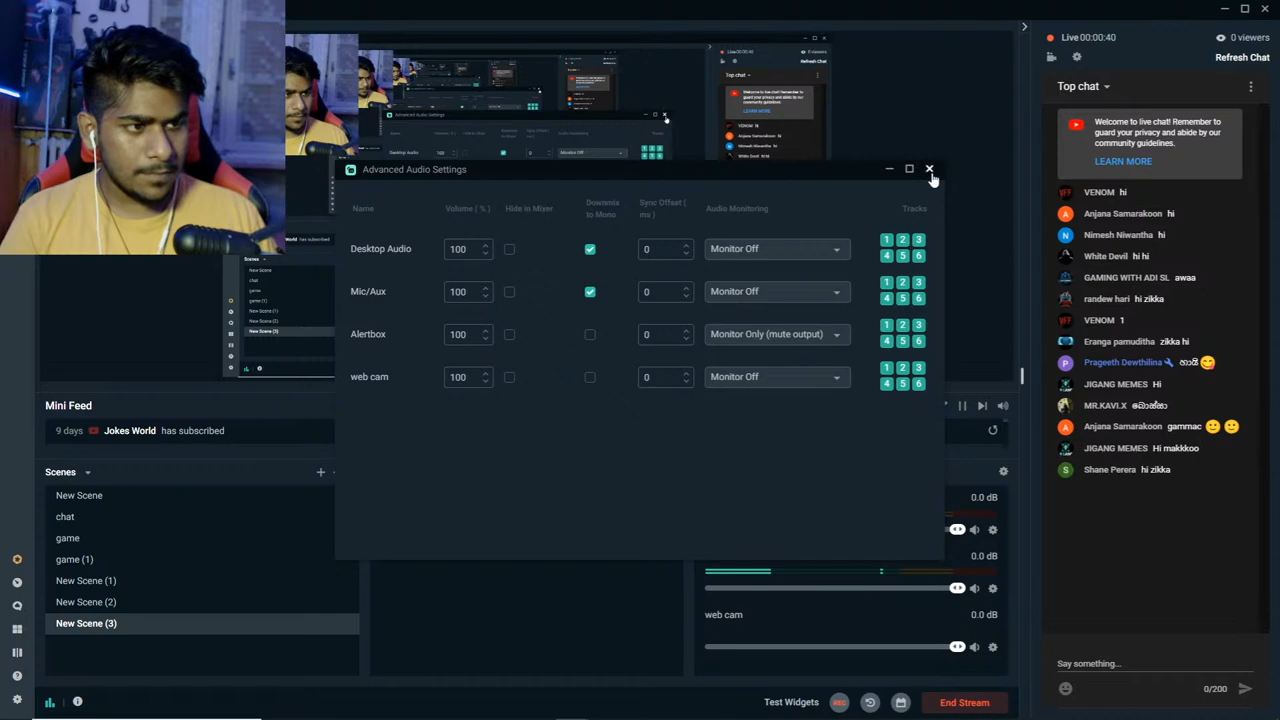 Live 00:00:40
0 viewers
Refresh Chat
Top chat
Welcome to live chat! Remember to
guard your privacy and abide by our
community guidelines.
LEARN MORE
VENOM hi
Anjana Samarakoon hi
Nimesh Niwantha hi
White Devil hi hi
GAMING WITH ADI SL awaa
randew hari hi zikka
VENOM 1
Eranga pamuditha zikka hi
Prageeth Dewthilina හායි 😋
JIGANG MEMES Hi
MR.KAVI.X බොස්සා
Anjana Samarakoon gammac 🙂 🙂
JIGANG MEMES Hi makkkoo
Shane Perera hi zikka
Say something...
0/200
Advanced Audio Settings
Name Volume ( % ) Hide in Mixer Downmix to Mono Sync Offset ( ms ) Audio Monitoring Tracks
Desktop Audio 100 0 Monitor Off 1 2 3
4 5 6
Mic/Aux 100 0 Monitor Off 1 2 3
4 5 6
Alertbox 100 0 Monitor Only (mute output) 1 2 3
4 5 6
web cam 100 0 Monitor Off 1 2 3
4 5 6
Mini Feed
9 days Jokes World has subscribed
Scenes
New Scene
chat
game
game (1)
New Scene (1)
New Scene (2)
New Scene (3)
0.0 dB
0.0 dB
web cam 0.0 dB
Test Widgets
REC
End Stream